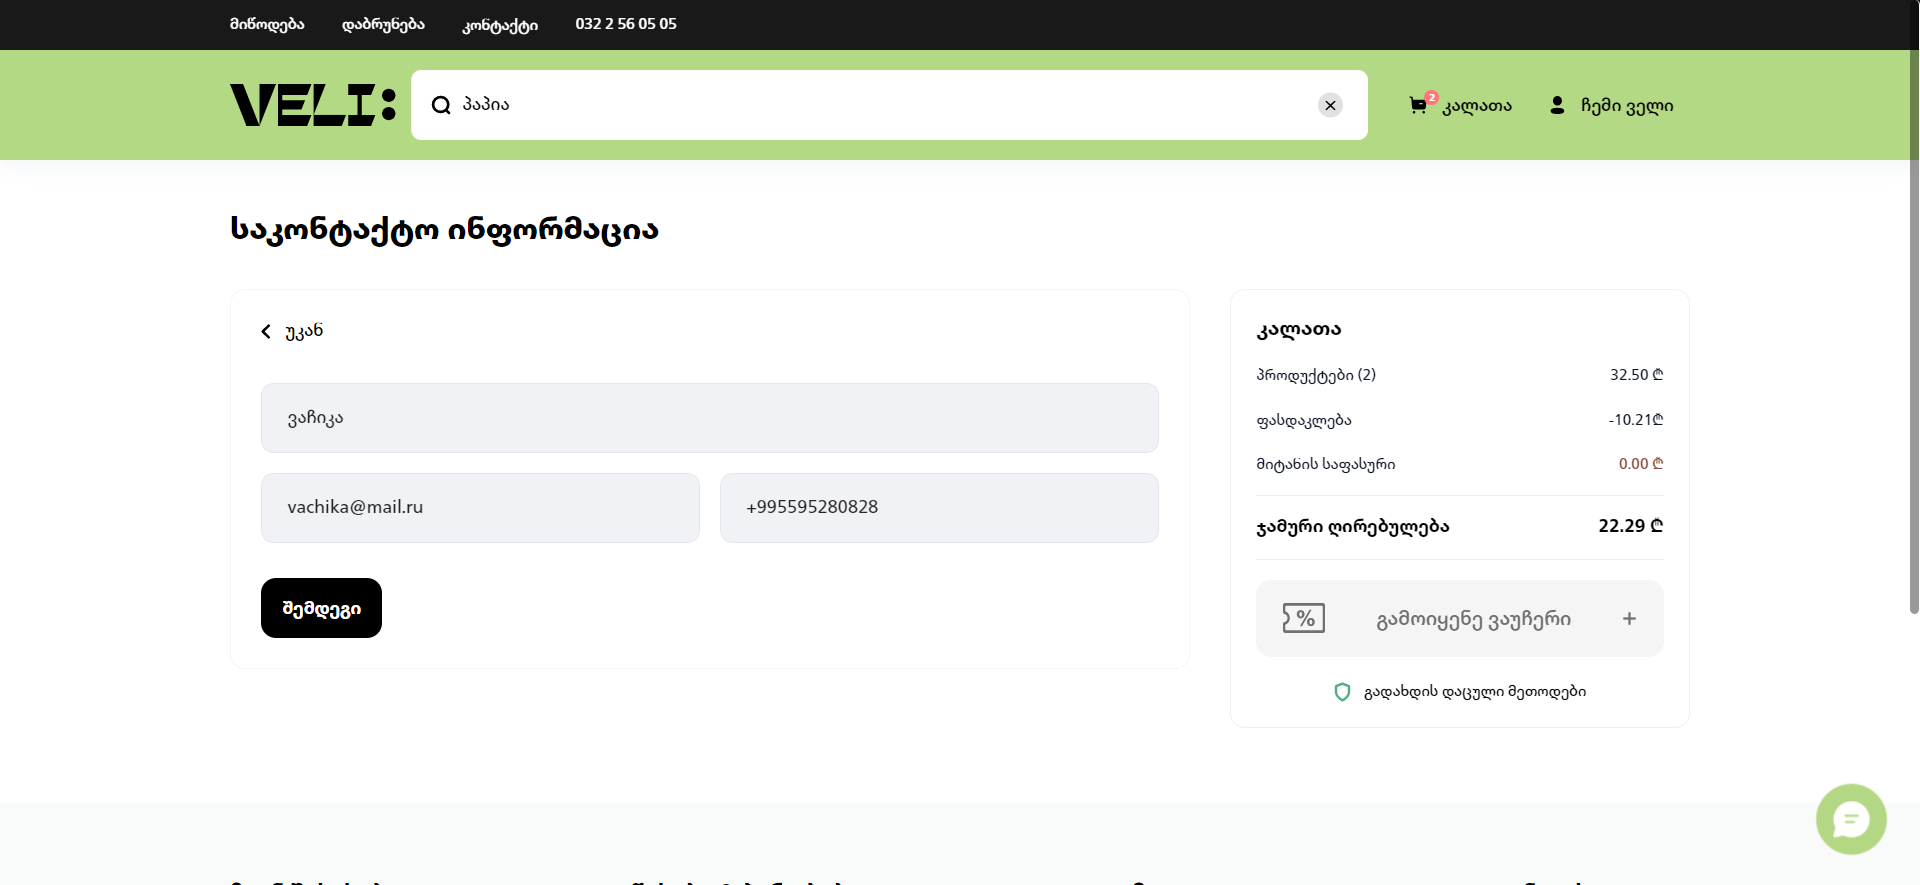 მიწოდება დაბრუნება კონტაქტი 032 2 56 05 05
VELI:
პაპია
2 კალათა ჩემი ველი
საკონტაქტო ინფორმაცია
უკან
ვაჩიკა
vachika@mail.ru +995595280828
შემდეგი
კალათა
პროდუქტები (2) 32.50 ₾
ფასდაკლება -10.21₾
მიტანის საფასური 0.00 ₾
ჯამური ღირებულება 22.29 ₾
% გამოიყენე ვაუჩერი +
გადახდის დაცული მეთოდები